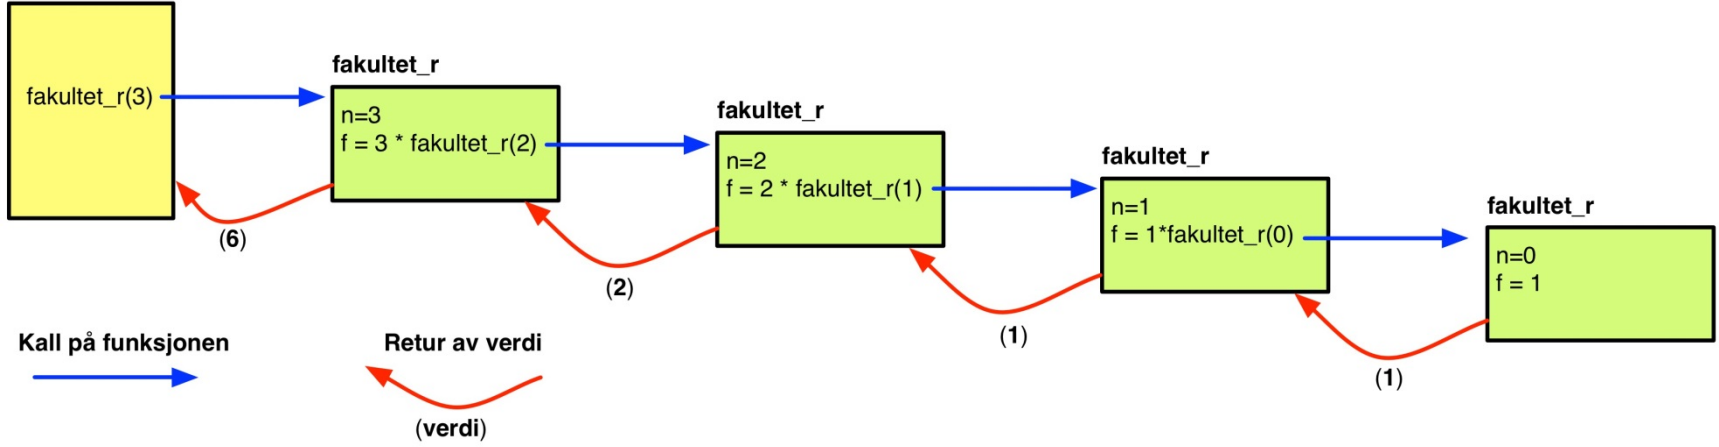 fakultet_r(3)
fakultet_r
n=3
f = 3 * fakultet_r(2)
(6)
fakultet_r
n=2
f = 2 * fakultet_r(1)
(2)
fakultet_r
n=1
f = 1*fakultet_r(0)
(1)
fakultet_r
n=0
f = 1
(1)
Kall på funksjonen
Retur av verdi
(verdi)